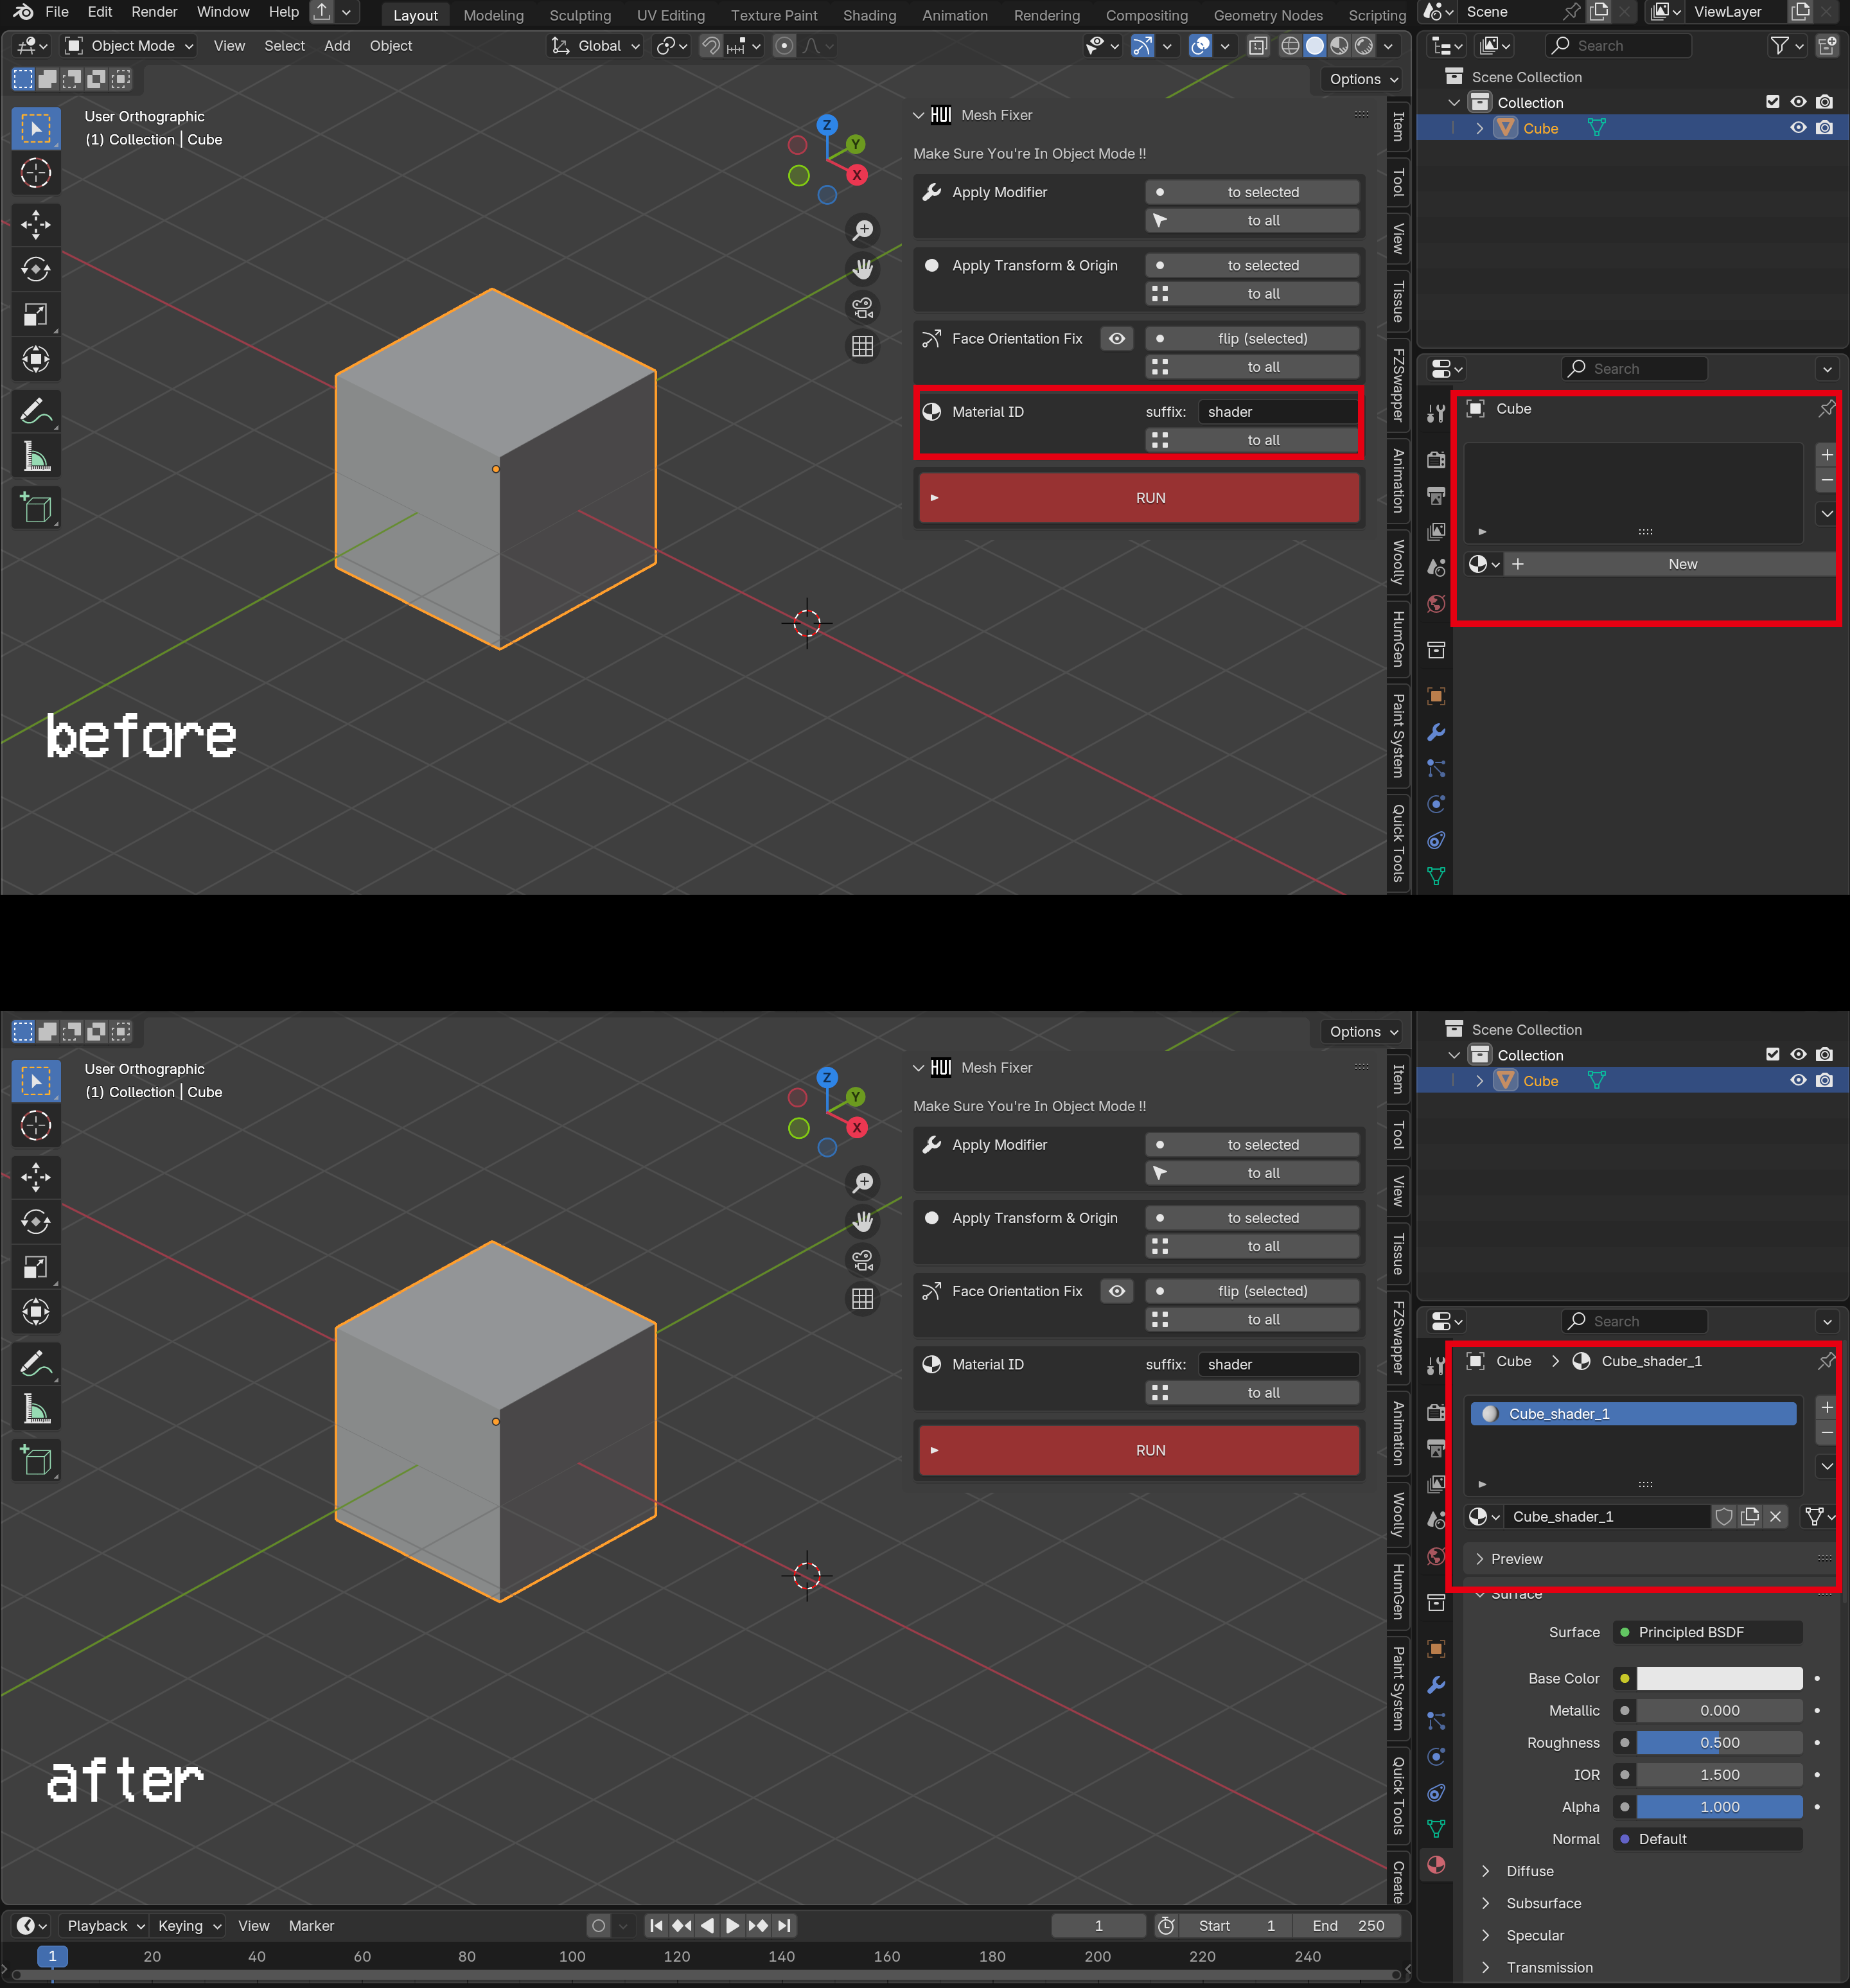 File Edit Render Window Help Layout Modeling Sculpting UV Editing Texture Paint Shading Animation Rendering Compositing Geometry Nodes Scripting Scene ViewLayer
Object Mode View Select Add Object Global Search
Options
Scene Collection
Collection
Cube
User Orthographic
(1) Collection | Cube
Z
Y
X
HUI Mesh Fixer
Make Sure You're In Object Mode !!
Apply Modifier to selected
to all
Apply Transform & Origin to selected
to all
Face Orientation Fix flip (selected)
to all
Material ID suffix: shader
to all
RUN
Item
Tool
View
Tissue
FZSwapper
Animation
Woolly
HumGen
Paint System
Quick Tools
Search
Cube
New
before
Options
Scene Collection
Collection
Cube
User Orthographic
(1) Collection | Cube
Z
Y
X
HUI Mesh Fixer
Make Sure You're In Object Mode !!
Apply Modifier to selected
to all
Apply Transform & Origin to selected
to all
Face Orientation Fix flip (selected)
to all
Material ID suffix: shader
to all
RUN
Item
Tool
View
Tissue
FZSwapper
Animation
Woolly
HumGen
Paint System
Quick Tools
Create
Search
Cube > Cube_shader_1
Cube_shader_1
Cube_shader_1
Preview
Surface
Surface Principled BSDF
Base Color
Metallic 0.000
Roughness 0.500
IOR 1.500
Alpha 1.000
Normal Default
Diffuse
Subsurface
Specular
Transmission
after
Playback Keying View Marker 1 Start 1 End 250
1 20 40 60 80 100 120 140 160 180 200 220 240